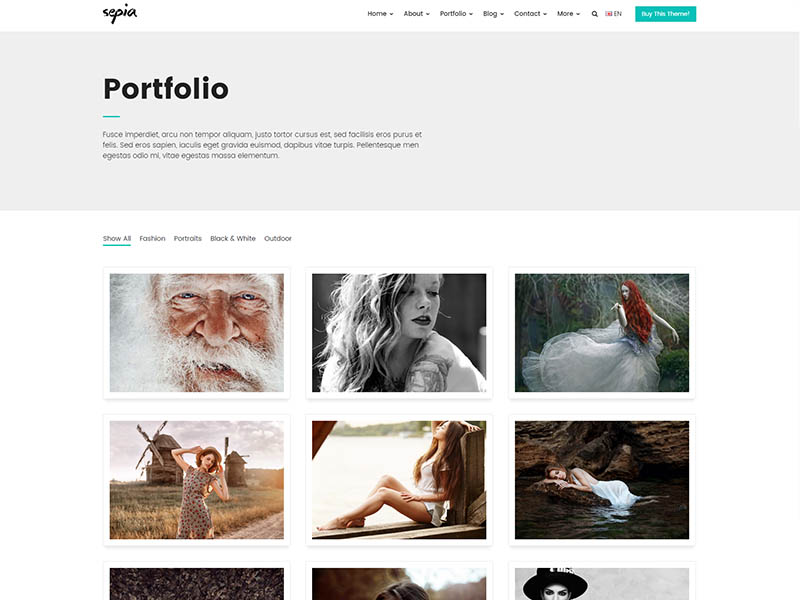 sepia
Home About Portfolio Blog Contact More EN Buy This Theme!
Portfolio
Fusce imperdiet, arcu non tempor aliquam, justo tortor cursus est, sed facilisis eros purus et
felis. Sed eros sapien, iaculis eget gravida euismod, dapibus vitae turpis. Pellentesque men
egestas odio mi, vitae egestas massa elementum.
Show All Fashion Portraits Black & White Outdoor